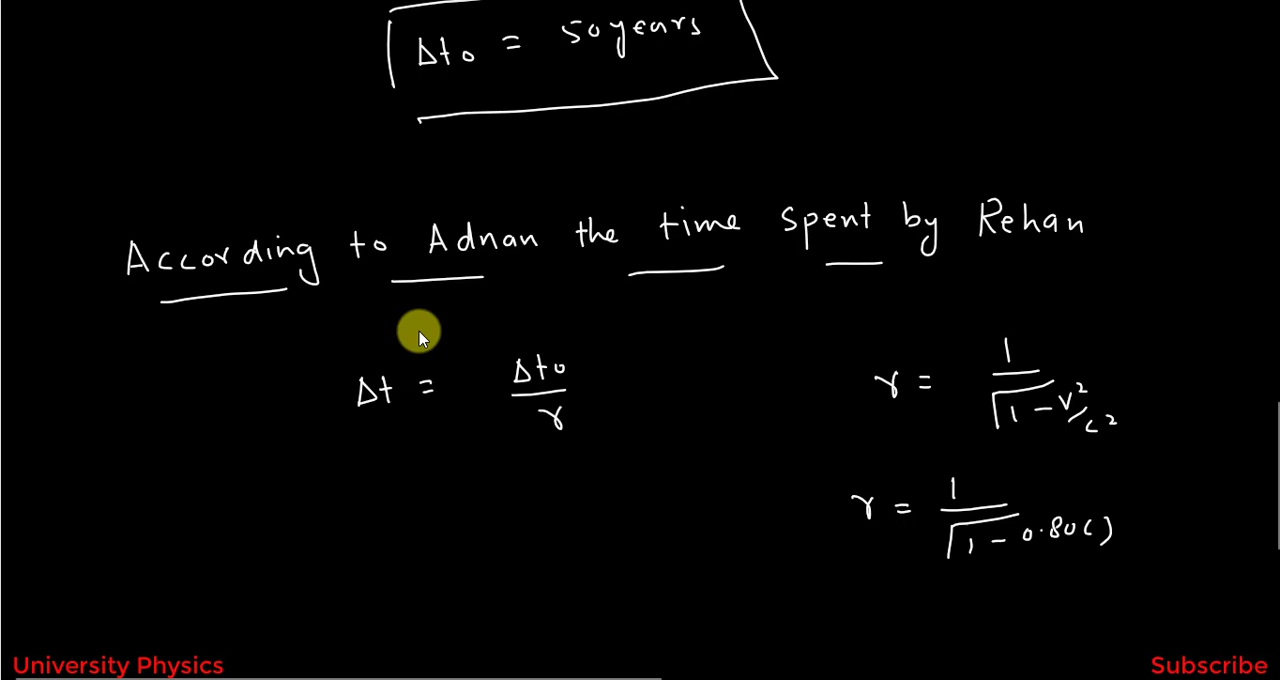 Δt₀ = 50 years
According to Adnan the time spent by Rehan
Δt = Δt₀/γ
γ = 1/√1 - v²/c²
γ = 1/√1 - 0.80c)
University Physics
Subscribe